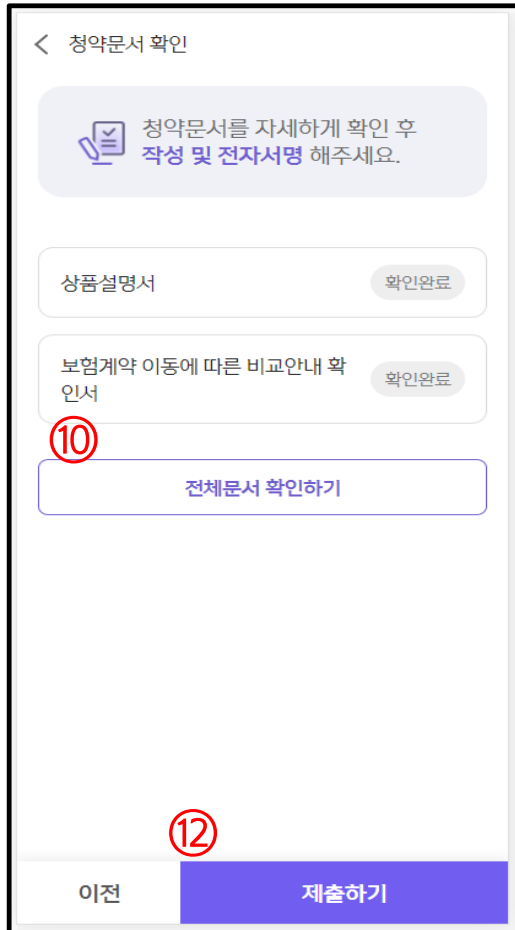 청약문서 확인
청약문서를 자세하게 확인 후
작성 및 전자서명 해주세요.
상품설명서
확인완료
보험계약 이동에 따른 비교안내 확
인서
확인완료
⑩
전체문서 확인하기
⑫
이전
제출하기